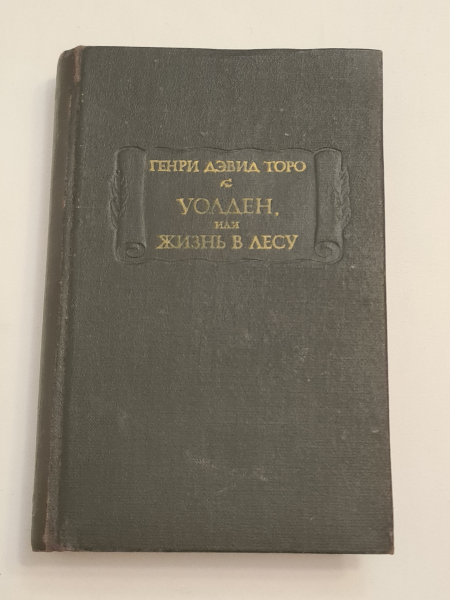 ГЕНРИ ДЭВИД ТОРО
УОЛДЕН,
ИЛИ
ЖИЗНЬ В ЛЕСУ